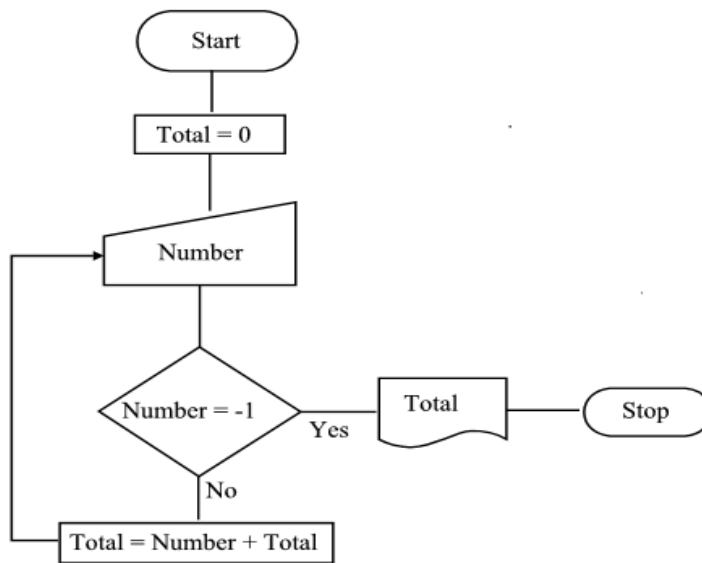 Start
Total = 0
Number
Number = -1
Yes
Total
Stop
No
Total = Number + Total